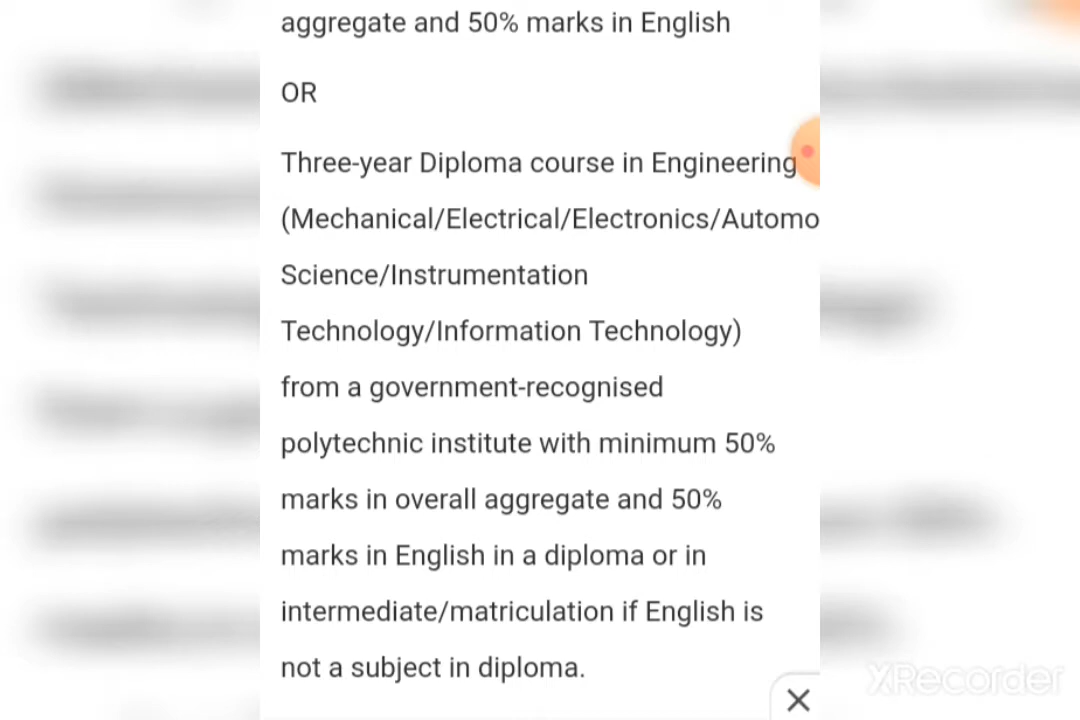 aggregate and 50% marks in English
OR
Three-year Diploma course in Engineering
(Mechanical/Electrical/Electronics/Automo
Science/Instrumentation
Technology/Information Technology)
from a government-recognised
polytechnic institute with minimum 50%
marks in overall aggregate and 50%
marks in English in a diploma or in
intermediate/matriculation if English is
not a subject in diploma.
XRecorder